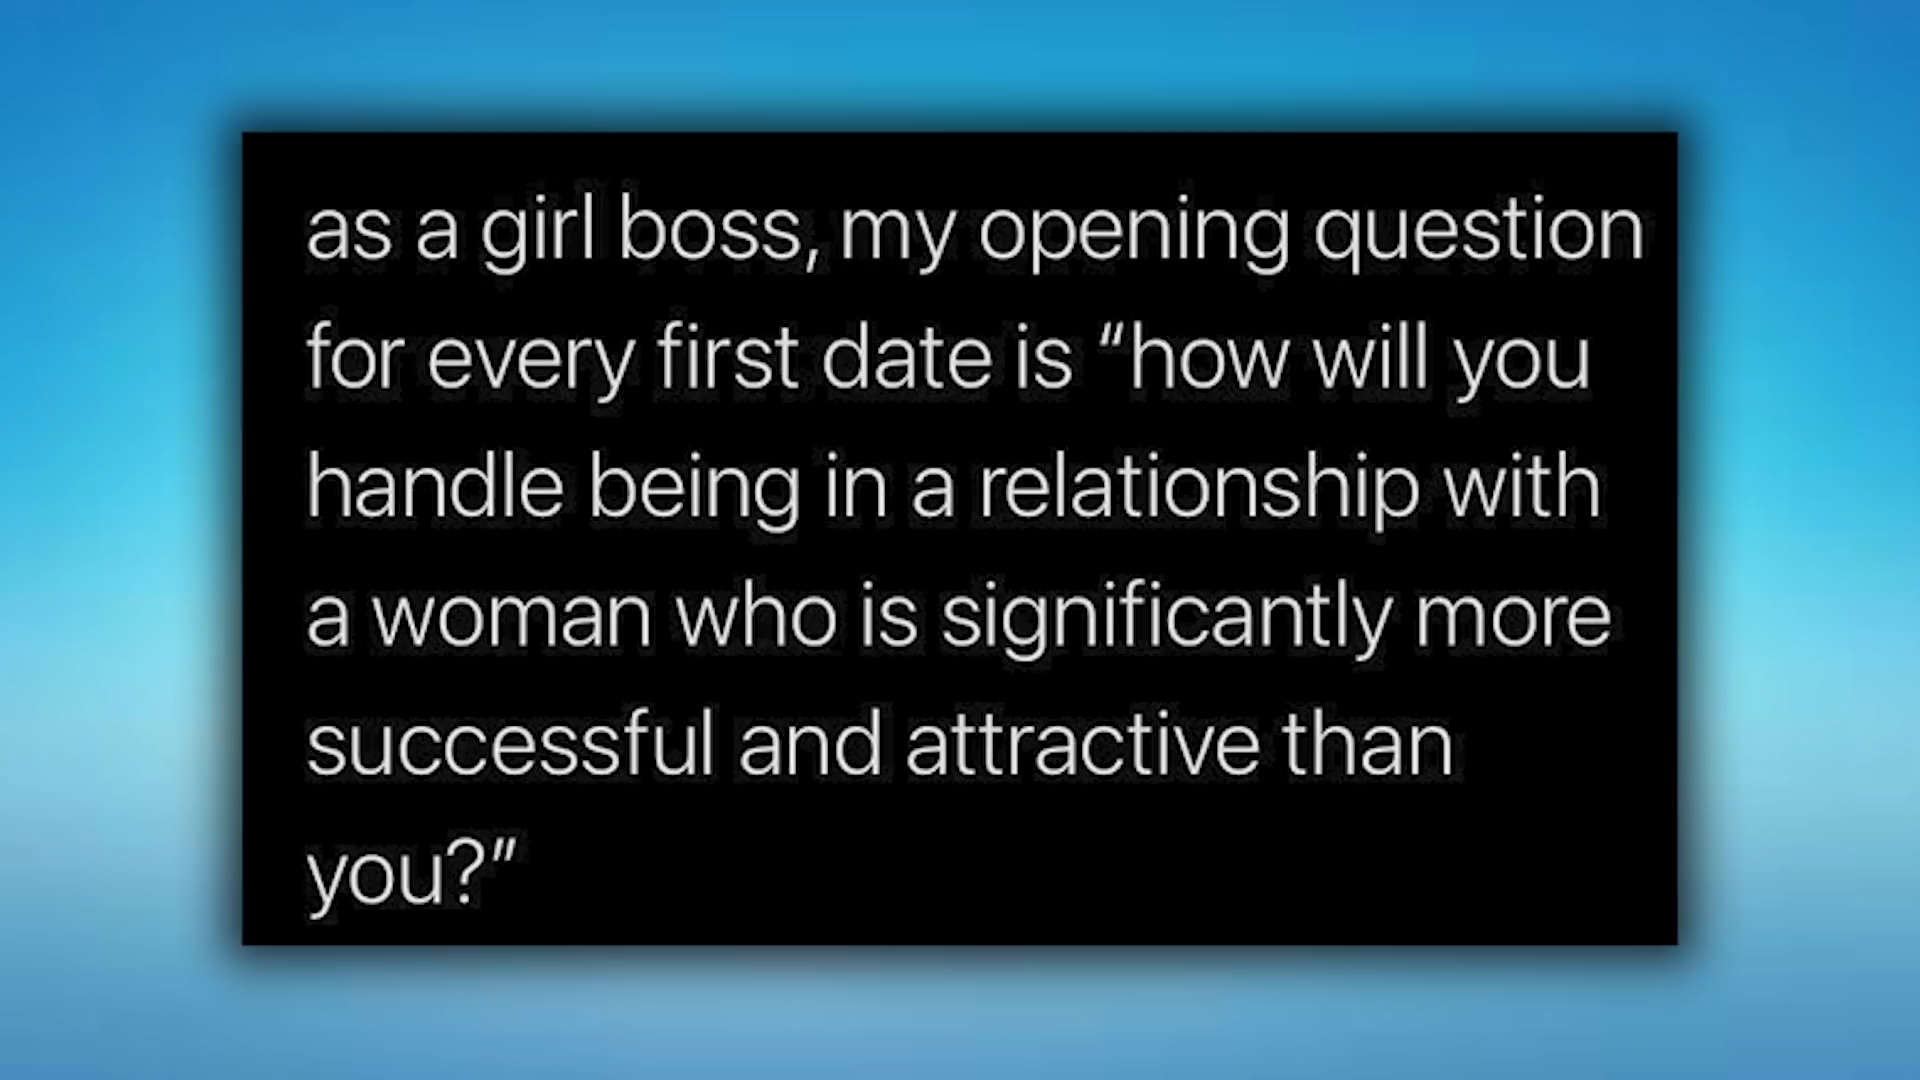 as a girl boss, my opening question
for every first date is “how will you
handle being in a relationship with
a woman who is significantly more
successful and attractive than
you?”